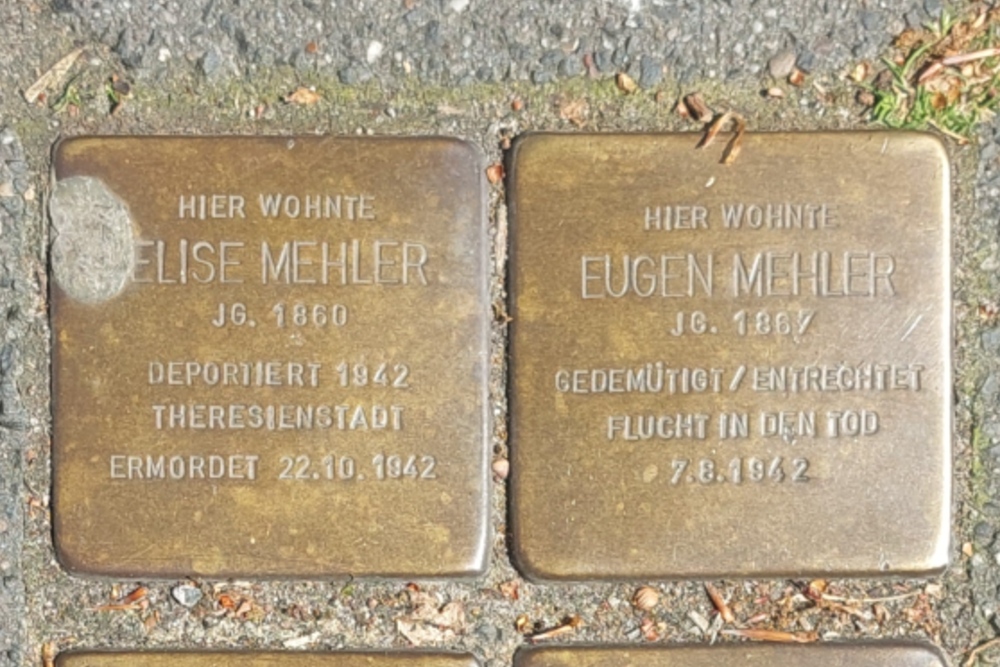 HIER WOHNTE
ELISE MEHLER
JG. 1860
DEPORTIERT 1942
THERESIENSTADT
ERMORDET 22.10.1942
HIER WOHNTE
EUGEN MEHLER
JG. 1867
GEDEMÜTIGT/ENTRECHTET
FLUCHT IN DEN TOD
7.8.1942